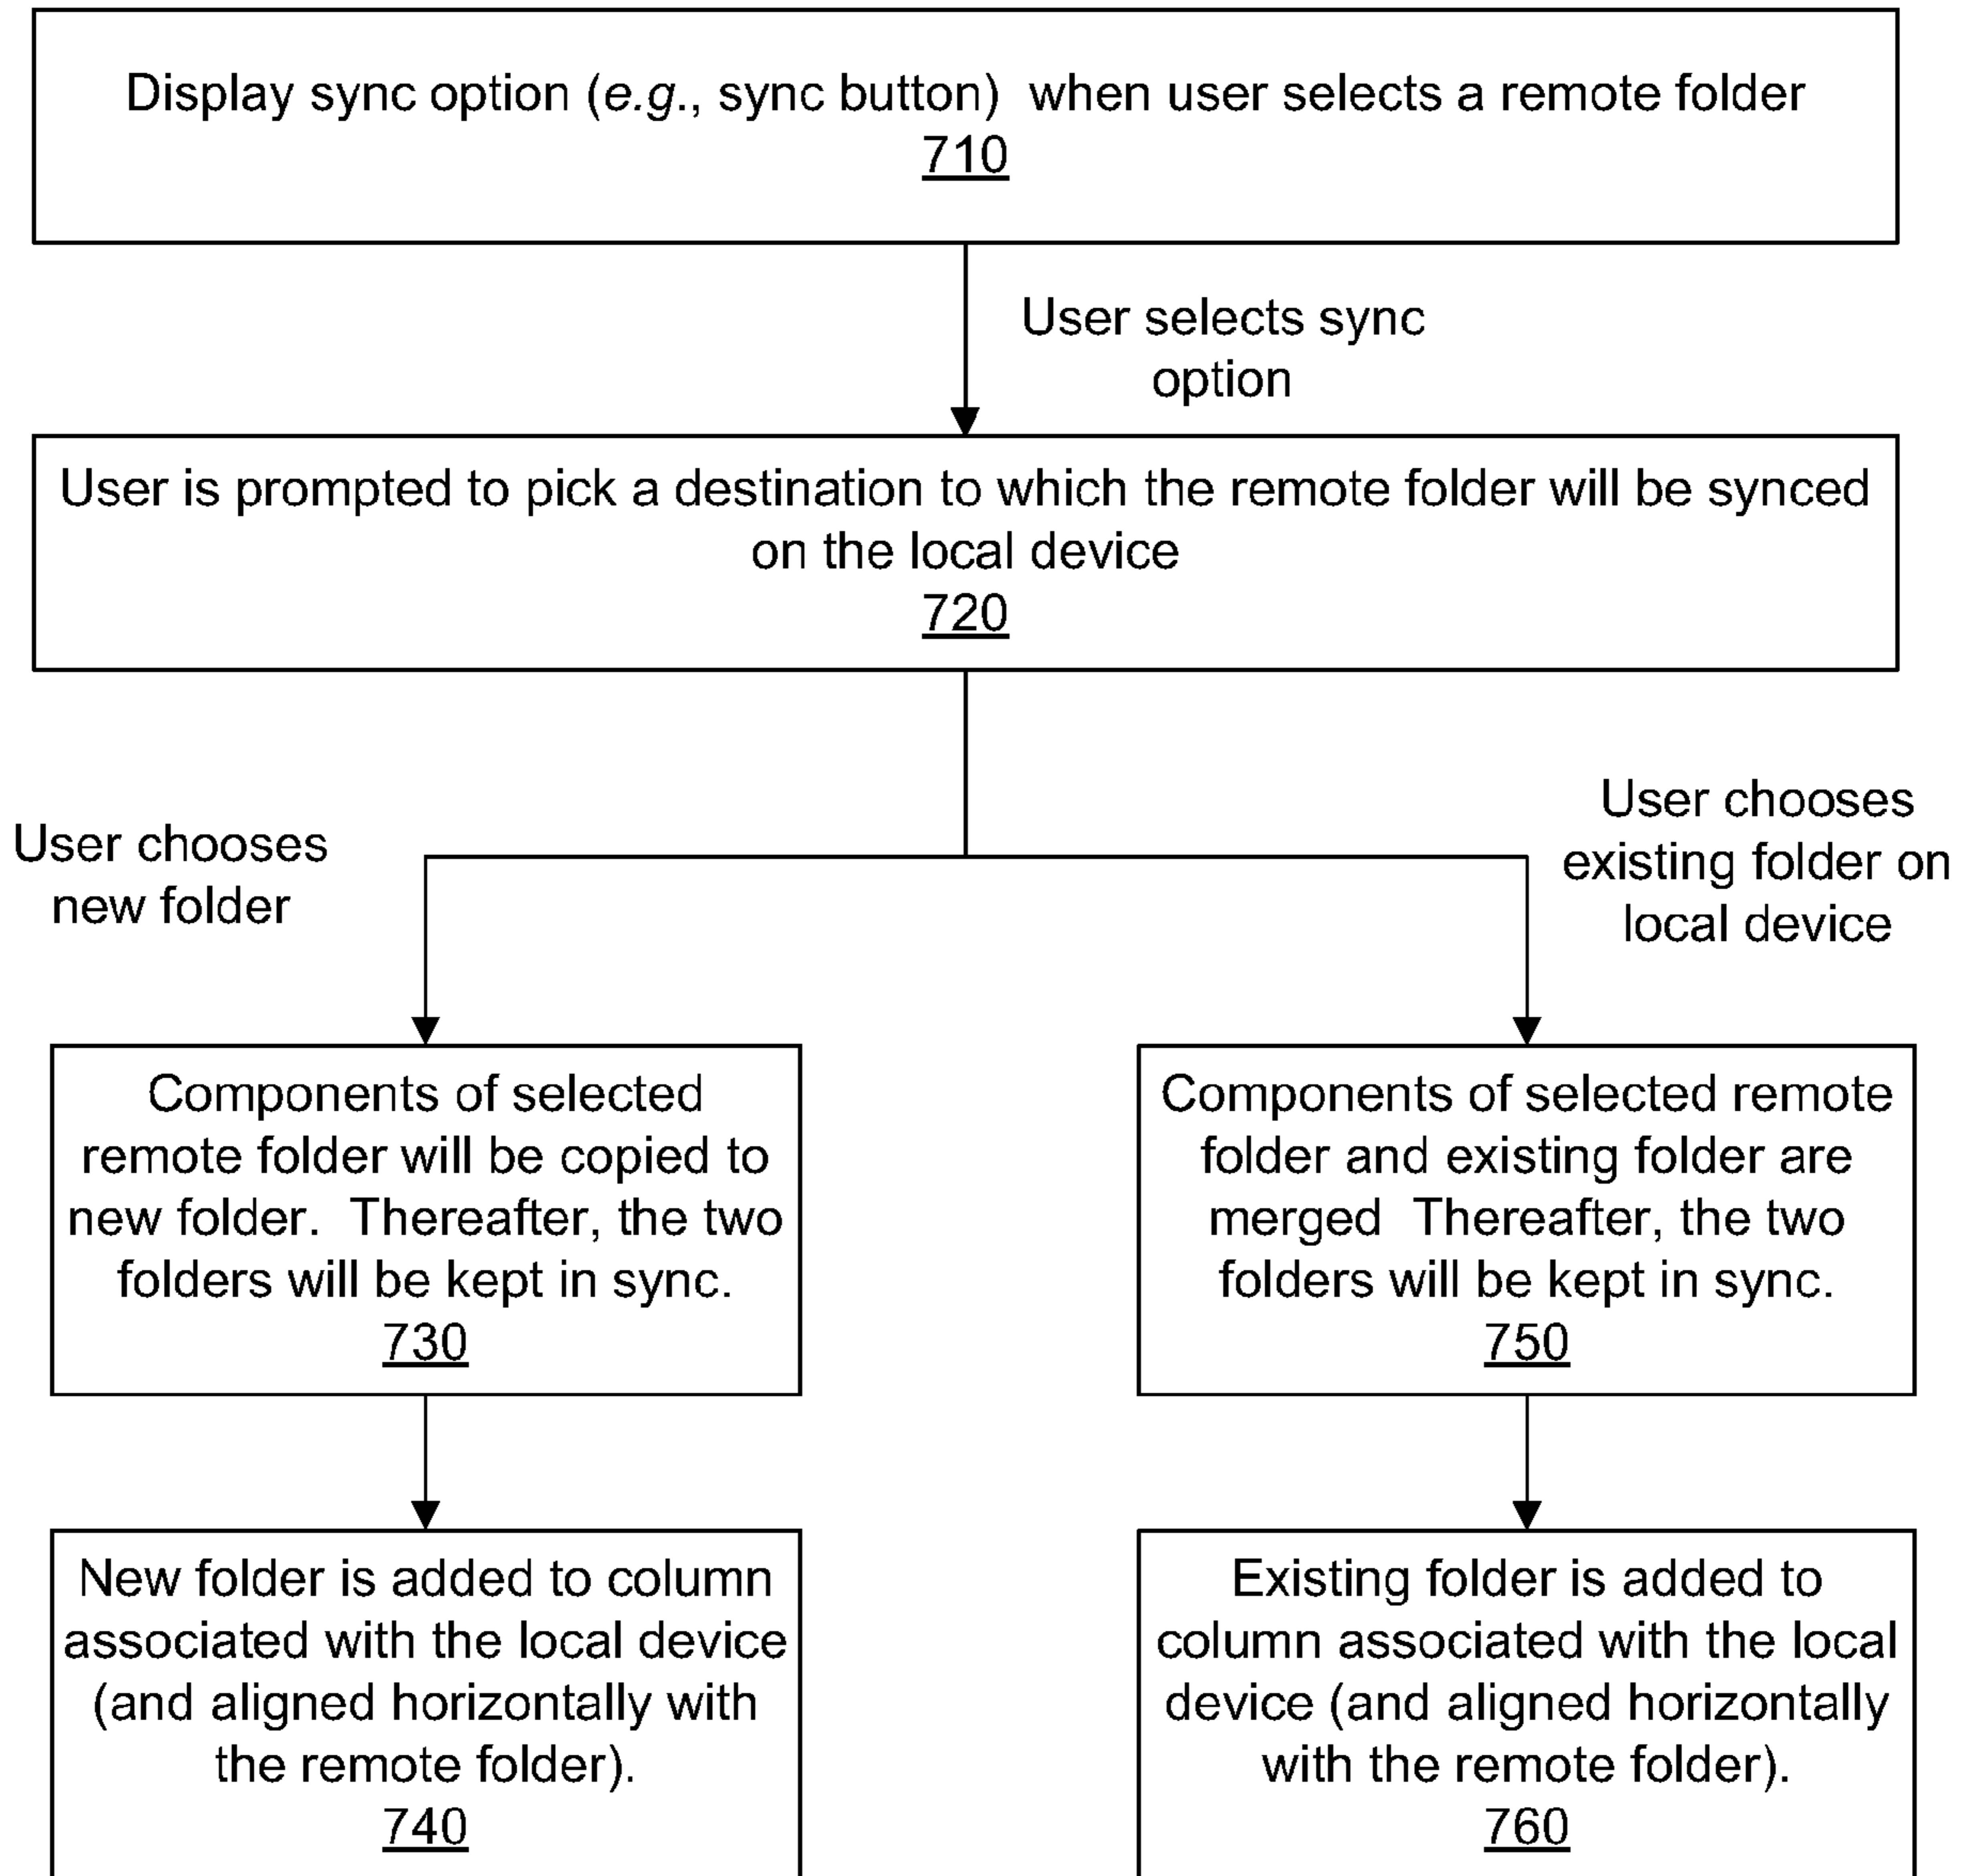 Display sync option (e.g., sync button)  when user selects a remote folder
710
User selects sync
option
User is prompted to pick a destination to which the remote folder will be synced
on the local device
720
User chooses
new folder
User chooses
existing folder on
local device
Components of selected
remote folder will be copied to
new folder.  Thereafter, the two
folders will be kept in sync.
730
Components of selected remote
folder and existing folder are
merged  Thereafter, the two
folders will be kept in sync.
750
New folder is added to column
associated with the local device
(and aligned horizontally with
the remote folder).
740
Existing folder is added to
column associated with the local
device (and aligned horizontally
with the remote folder).
760